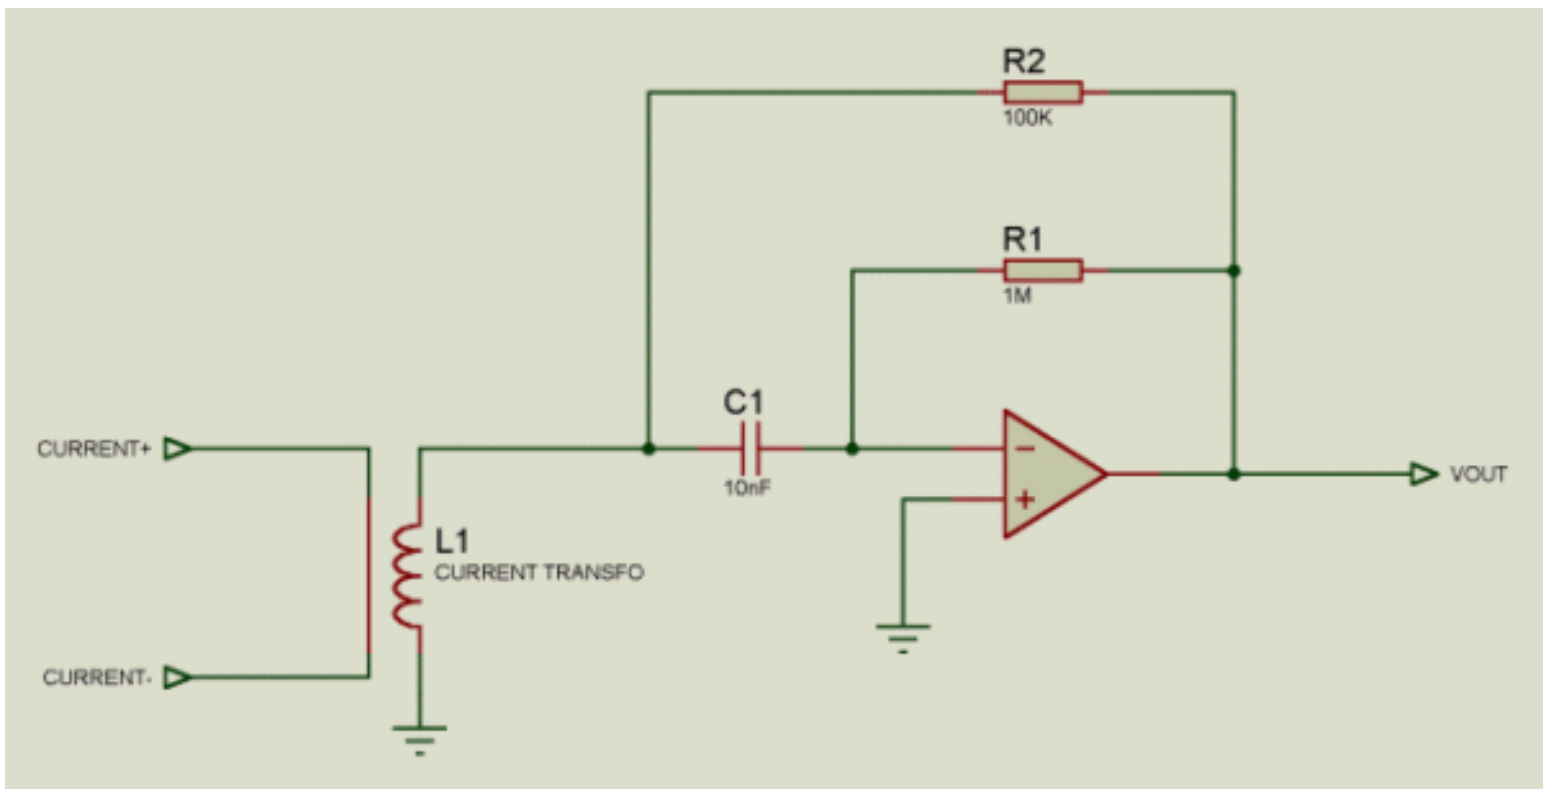 R2
100K
R1
1M
C1
10nF
CURRENT+
VOUT
L1
CURRENT TRANSFO
CURRENT-